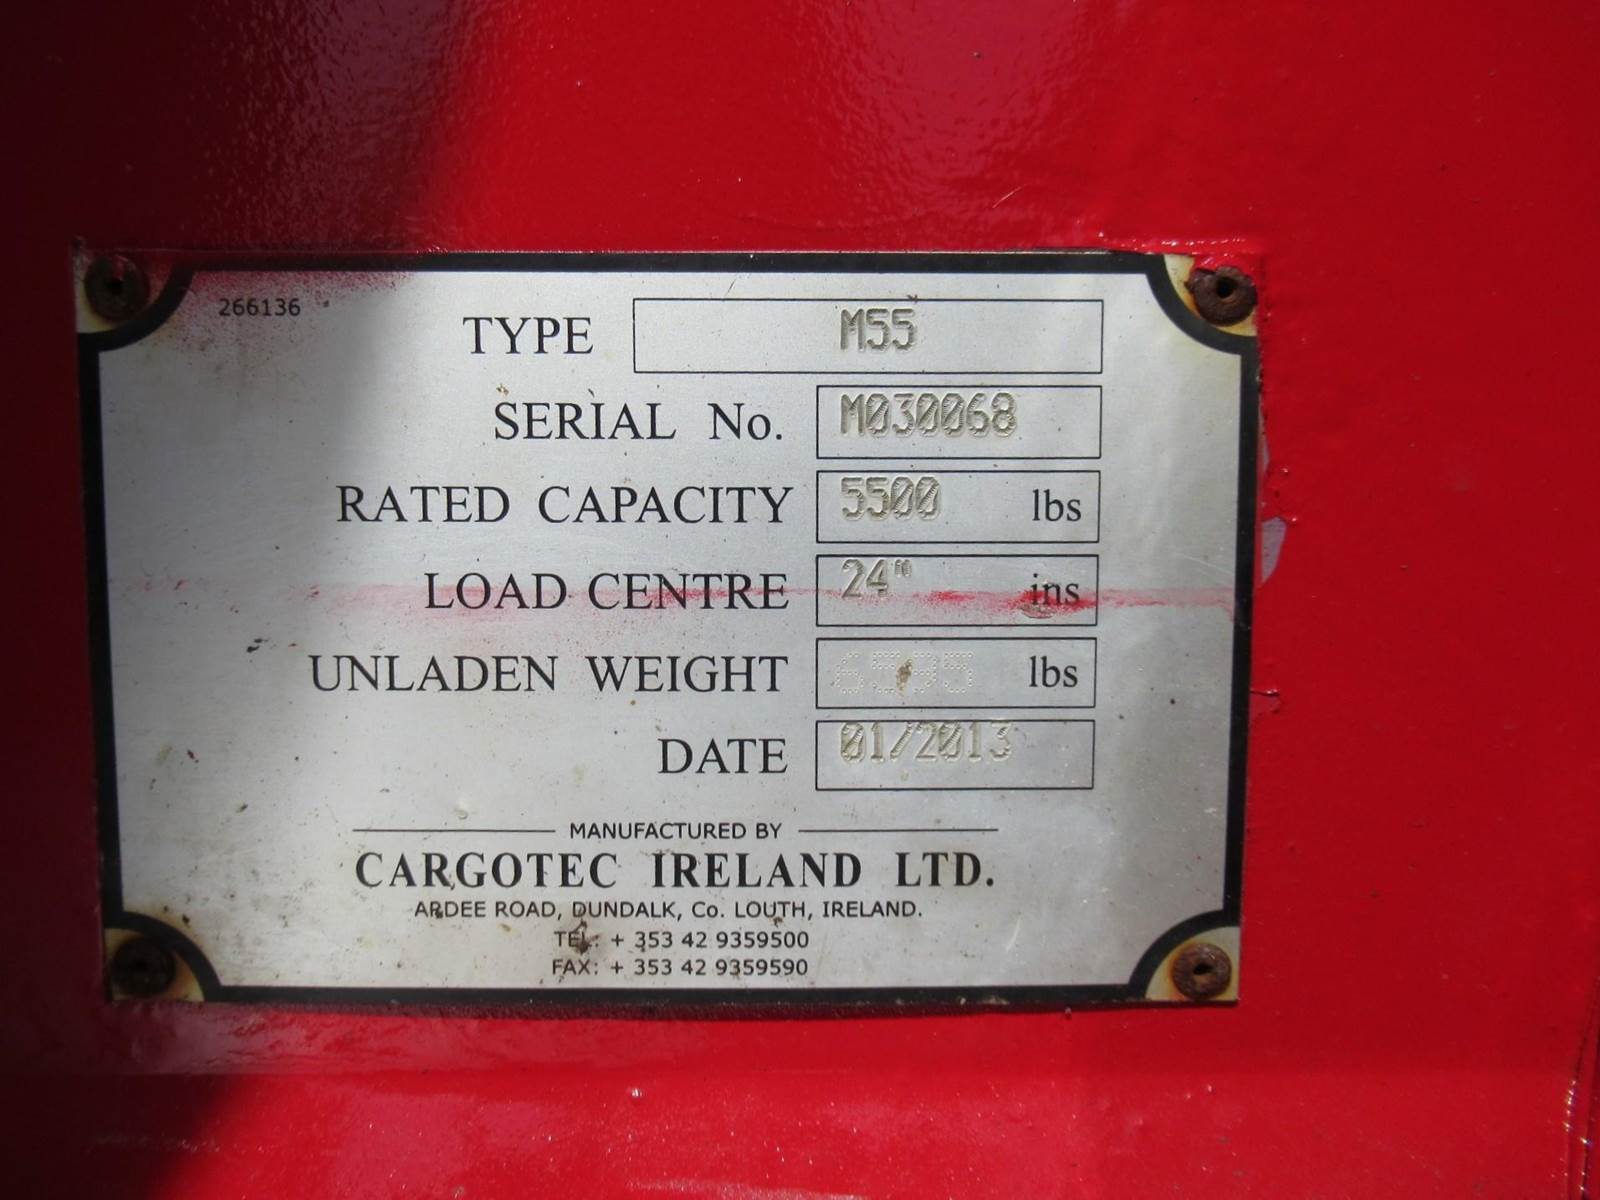 266136
TYPE M55
SERIAL No. M030068
RATED CAPACITY 5500 lbs
LOAD CENTRE 24" ins
UNLADEN WEIGHT lbs
DATE 01/2013
MANUFACTURED BY
CARGOTEC IRELAND LTD.
ARDEE ROAD, DUNDALK, Co. LOUTH, IRELAND.
TEL: + 353 42 9359500
FAX: + 353 42 9359590